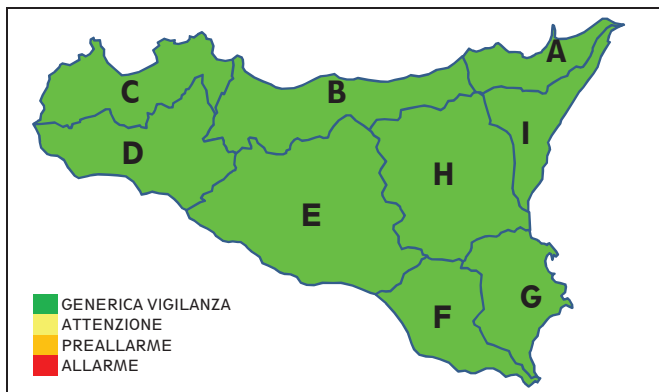 A
B
C
I
D
H
E
G
F
GENERICA VIGILANZA
ATTENZIONE
PREALLARME
ALLARME